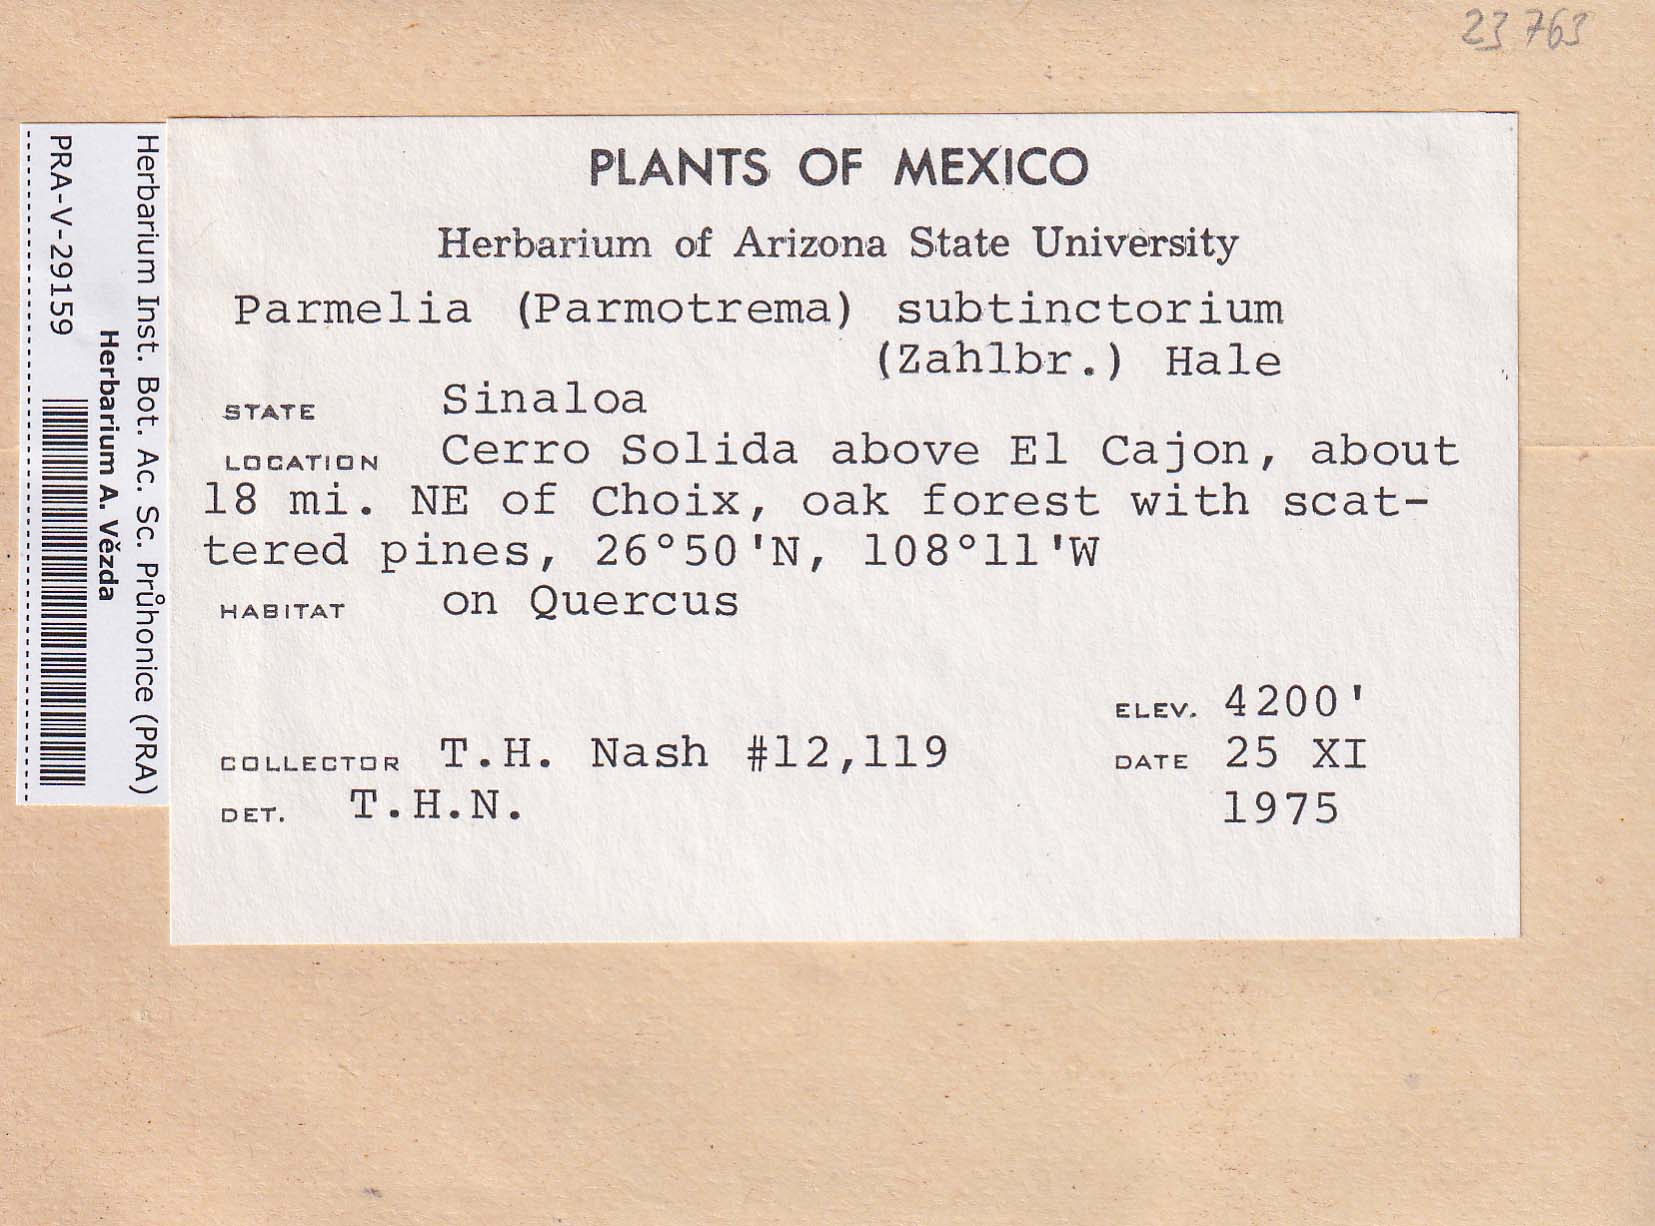 23 763
PLANTS OF MEXICO
Herbarium of Arizona State University
Parmelia (Parmotrema) subtinctorium
(Zahlbr.) Hale
STATE Sinaloa
LOCATION Cerro Solida above El Cajon, about
18 mi. NE of Choix, oak forest with scat-
tered pines, 26°50'N, 108°11'W
HABITAT on Quercus
ELEV. 4200'
COLLECTOR T.H. Nash #12,119 DATE 25 XI
DET. T.H.N. 1975
Herbarium Inst. Bot. Ac. Sc. Průhonice (PRA)
Herbarium A. Vězda
PRA-V-29159